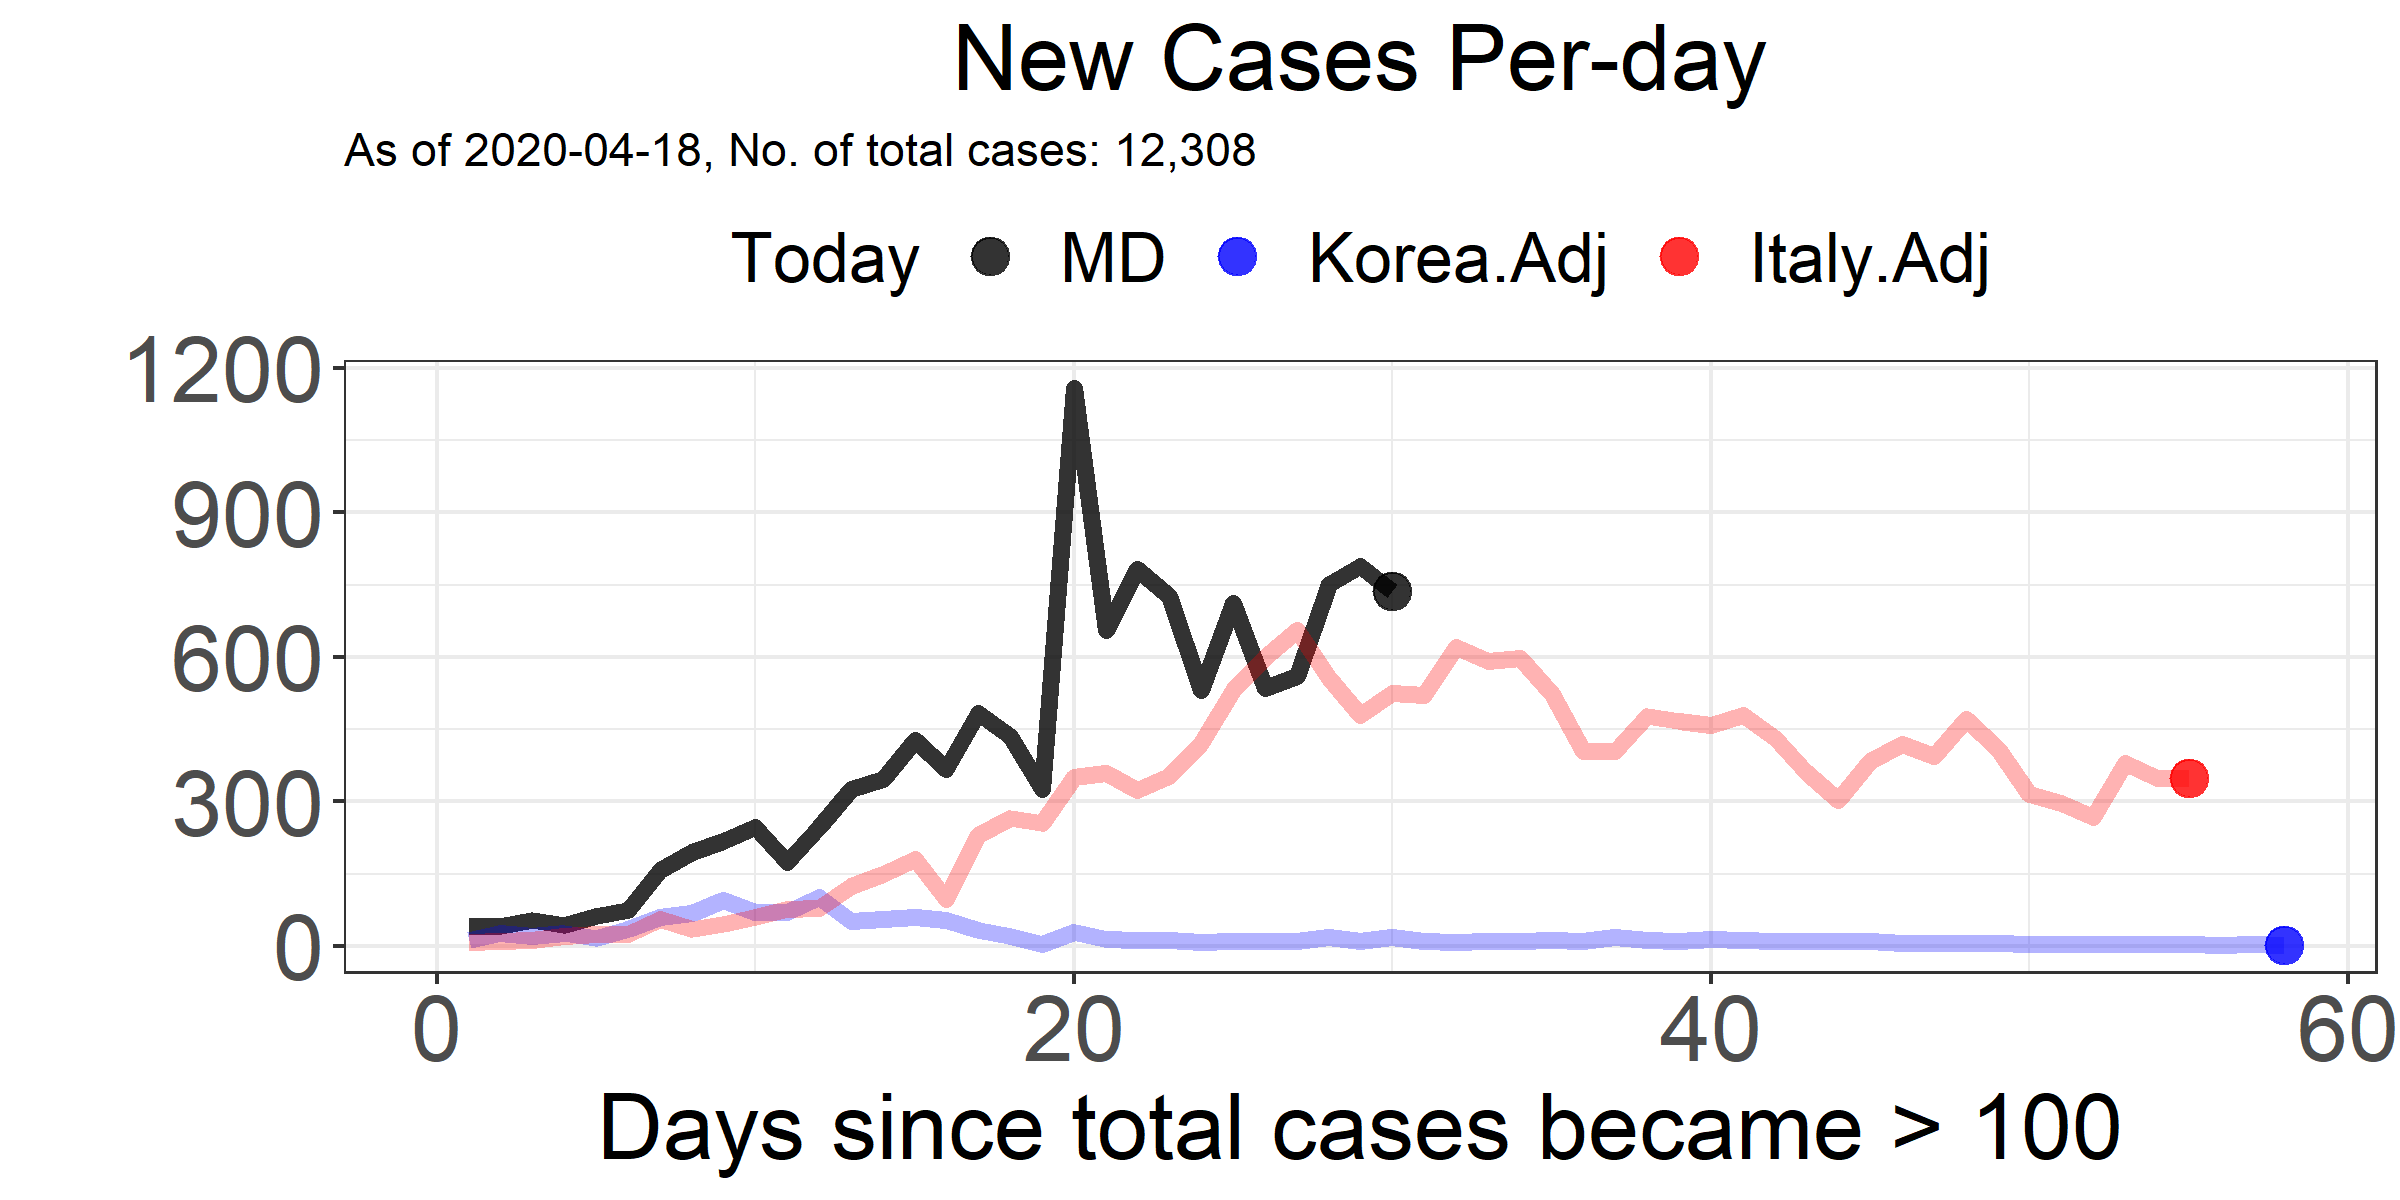 New Cases Per-day
As of 2020-04-18, No. of total cases: 12,308
Today MD Korea.Adj Italy.Adj
1200
900
600
300
0
0 20 40 60
Days since total cases became > 100